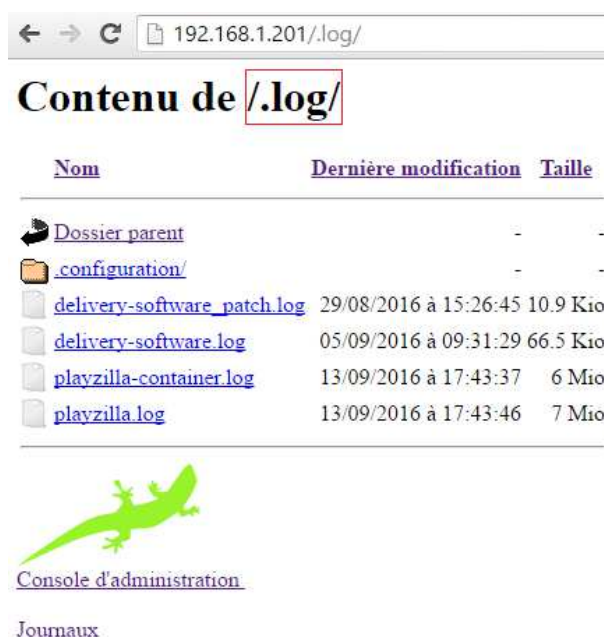 192.168.1.201/.log/
Contenu de /.log/
Nom Dernière modification Taille
Dossier parent - -
.configuration/ - -
delivery-software_patch.log 29/08/2016 à 15:26:45 10.9 Kio
delivery-software.log 05/09/2016 à 09:31:29 66.5 Kio
playzilla-container.log 13/09/2016 à 17:43:37 6 Mio
playzilla.log 13/09/2016 à 17:43:46 7 Mio
Console d'administration
Journaux